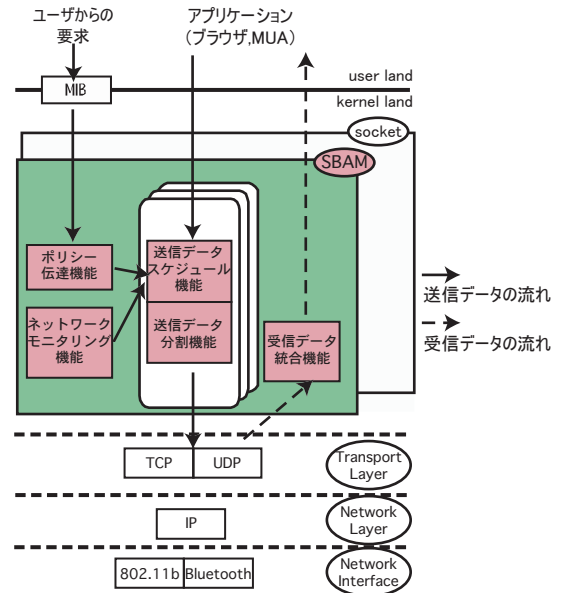 ユーザからの
要求
アプリケーション
（ブラウザ,MUA）
user land
MIB
kernel land
socket
SBAM
ポリシー
伝達機能
送信データ
スケジュール
機能
ネットワーク
モニタリング
機能
送信データ
分割機能
受信データ
統合機能
送信データの流れ
受信データの流れ
TCP
UDP
Transport
Layer
IP
Network
Layer
802.11b
Bluetooth
Network
Interface